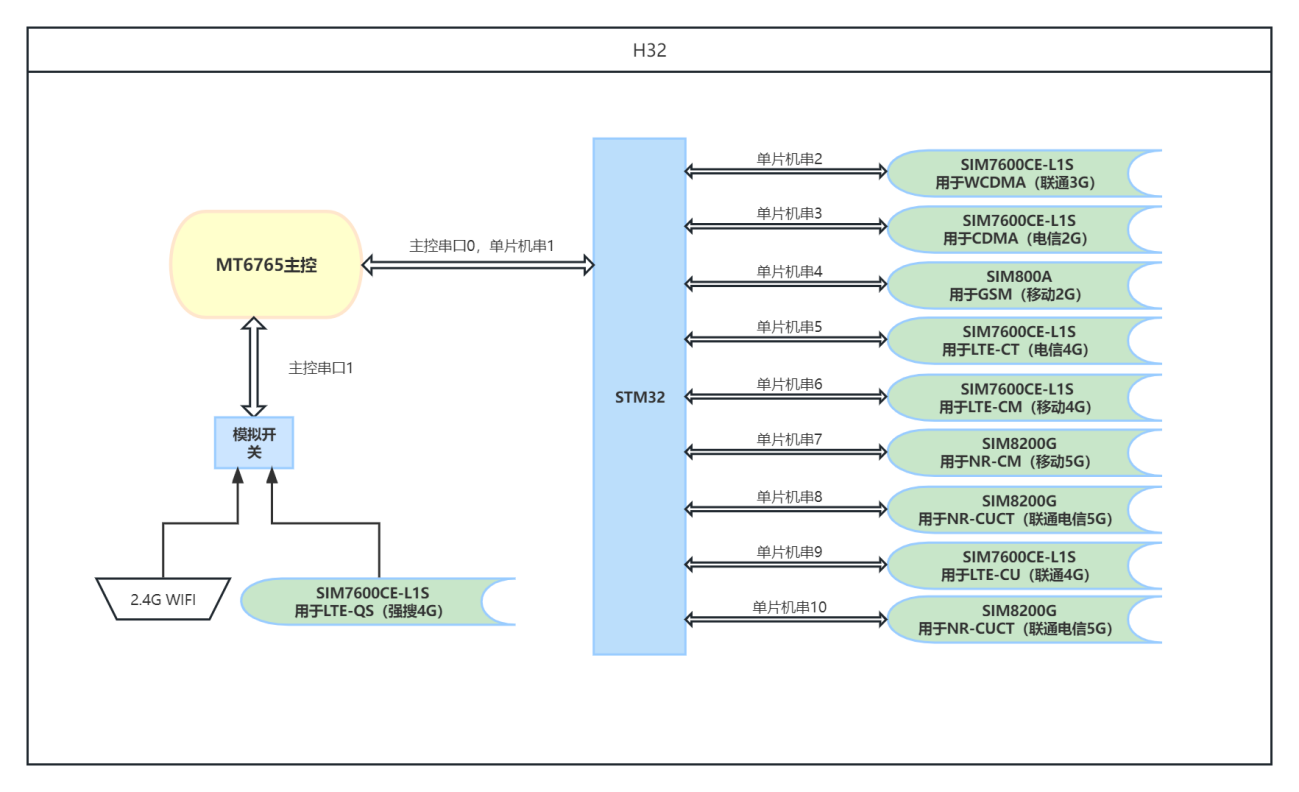 H32
MT6765主控
主控串口0，单片机串1
主控串口1
模拟开
关
2.4G WIFI
SIM7600CE-L1S
用于LTE-QS（强搜4G）
STM32
单片机串2
SIM7600CE-L1S
用于WCDMA（联通3G）
单片机串3
SIM7600CE-L1S
用于CDMA（电信2G）
单片机串4
SIM800A
用于GSM（移动2G）
单片机串5
SIM7600CE-L1S
用于LTE-CT（电信4G）
单片机串6
SIM7600CE-L1S
用于LTE-CM（移动4G）
单片机串7
SIM8200G
用于NR-CM（移动5G）
单片机串8
SIM8200G
用于NR-CUCT（联通电信5G）
单片机串9
SIM7600CE-L1S
用于LTE-CU（联通4G）
单片机串10
SIM8200G
用于NR-CUCT（联通电信5G）